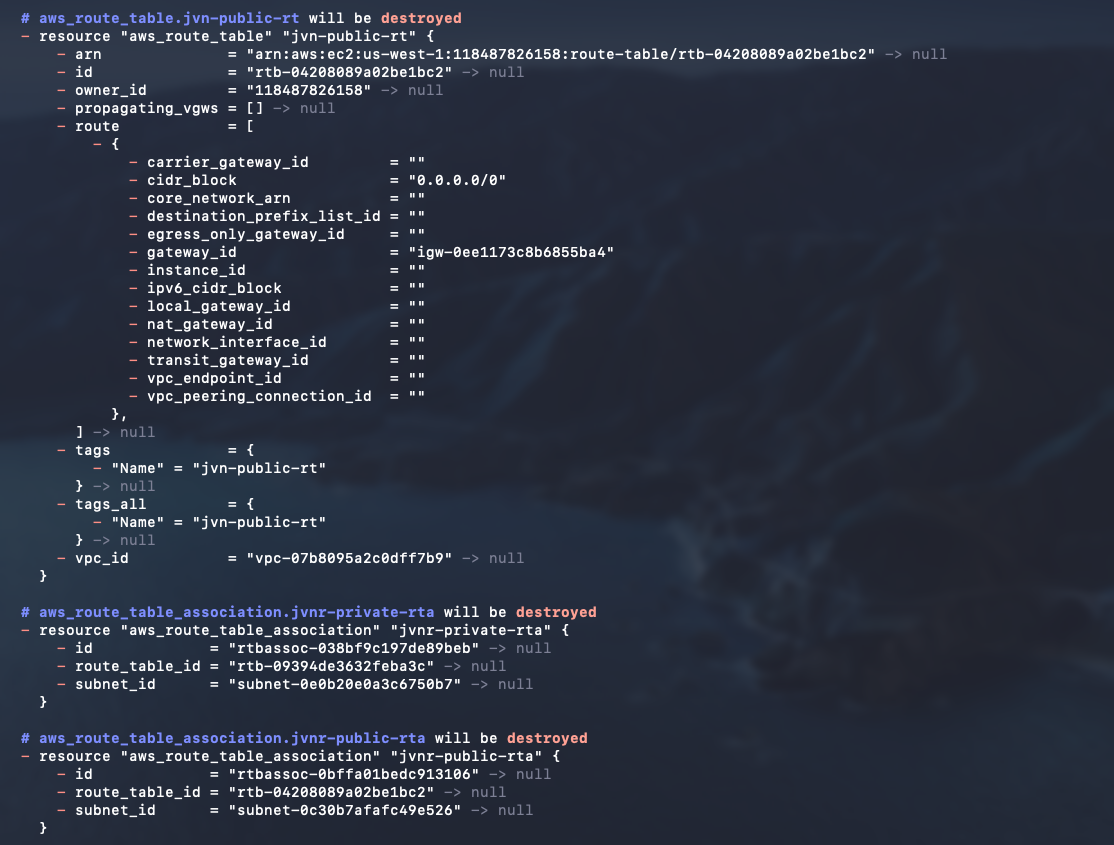 # aws_route_table.jvn-public-rt will be destroyed
- resource "aws_route_table" "jvn-public-rt" {
- arn = "arn:aws:ec2:us-west-1:118487826158:route-table/rtb-04208089a02be1bc2" -> null
- id = "rtb-04208089a02be1bc2" -> null
- owner_id = "118487826158" -> null
- propagating_vgws = [] -> null
- route = [
- {
- carrier_gateway_id = ""
- cidr_block = "0.0.0.0/0"
- core_network_arn = ""
- destination_prefix_list_id = ""
- egress_only_gateway_id = ""
- gateway_id = "igw-0ee1173c8b6855ba4"
- instance_id = ""
- ipv6_cidr_block = ""
- local_gateway_id = ""
- nat_gateway_id = ""
- network_interface_id = ""
- transit_gateway_id = ""
- vpc_endpoint_id = ""
- vpc_peering_connection_id = ""
},
] -> null
- tags = {
- "Name" = "jvn-public-rt"
} -> null
- tags_all = {
- "Name" = "jvn-public-rt"
} -> null
- vpc_id = "vpc-07b8095a2c0dff7b9" -> null
}
# aws_route_table_association.jvnr-private-rta will be destroyed
- resource "aws_route_table_association" "jvnr-private-rta" {
- id = "rtbassoc-038bf9c197de89beb" -> null
- route_table_id = "rtb-09394de3632feba3c" -> null
- subnet_id = "subnet-0e0b20e0a3c6750b7" -> null
}
# aws_route_table_association.jvnr-public-rta will be destroyed
- resource "aws_route_table_association" "jvnr-public-rta" {
- id = "rtbassoc-0bffa01bedc913106" -> null
- route_table_id = "rtb-04208089a02be1bc2" -> null
- subnet_id = "subnet-0c30b7afafc49e526" -> null
}